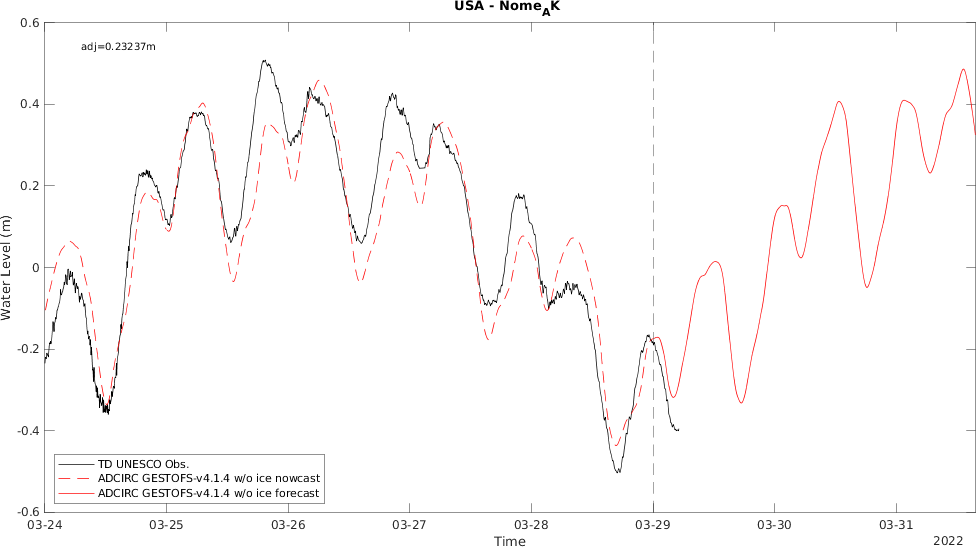 USA - Nome_AK
adj=0.23237m
0.6
0.4
0.2
0
-0.2
-0.4
-0.6
Water Level (m)
TD UNESCO Obs.
ADCIRC GESTOFS-v4.1.4 w/o ice nowcast
ADCIRC GESTOFS-v4.1.4 w/o ice forecast
03-24 03-25 03-26 03-27 03-28 03-29 03-30 03-31
Time
2022